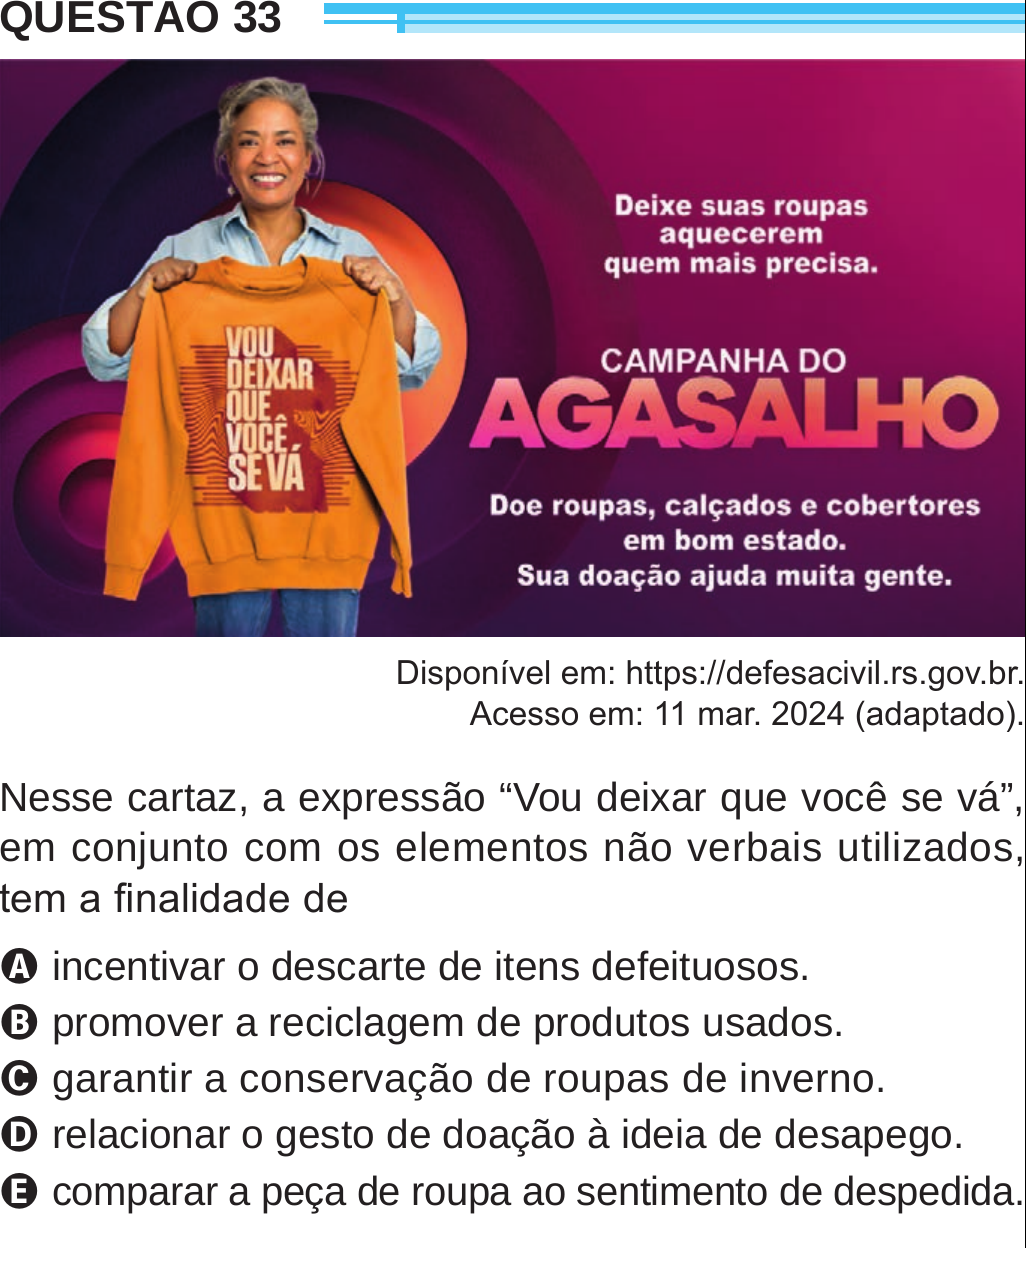 QUESTÃO 33
Deixe suas roupas
aquecerem
quem mais precisa.
VOU
DEIXAR
QUE
VOCÊ
SE VÁ
CAMPANHA DO
AGASALHO
Doe roupas, calçados e cobertores
em bom estado.
Sua doação ajuda muita gente.
Disponível em: https://defesacivil.rs.gov.br.
Acesso em: 11 mar. 2024 (adaptado).
Nesse cartaz, a expressão “Vou deixar que você se vá”,
em conjunto com os elementos não verbais utilizados,
tem a finalidade de
A incentivar o descarte de itens defeituosos.
B promover a reciclagem de produtos usados.
C garantir a conservação de roupas de inverno.
D relacionar o gesto de doação à ideia de desapego.
E comparar a peça de roupa ao sentimento de despedida.